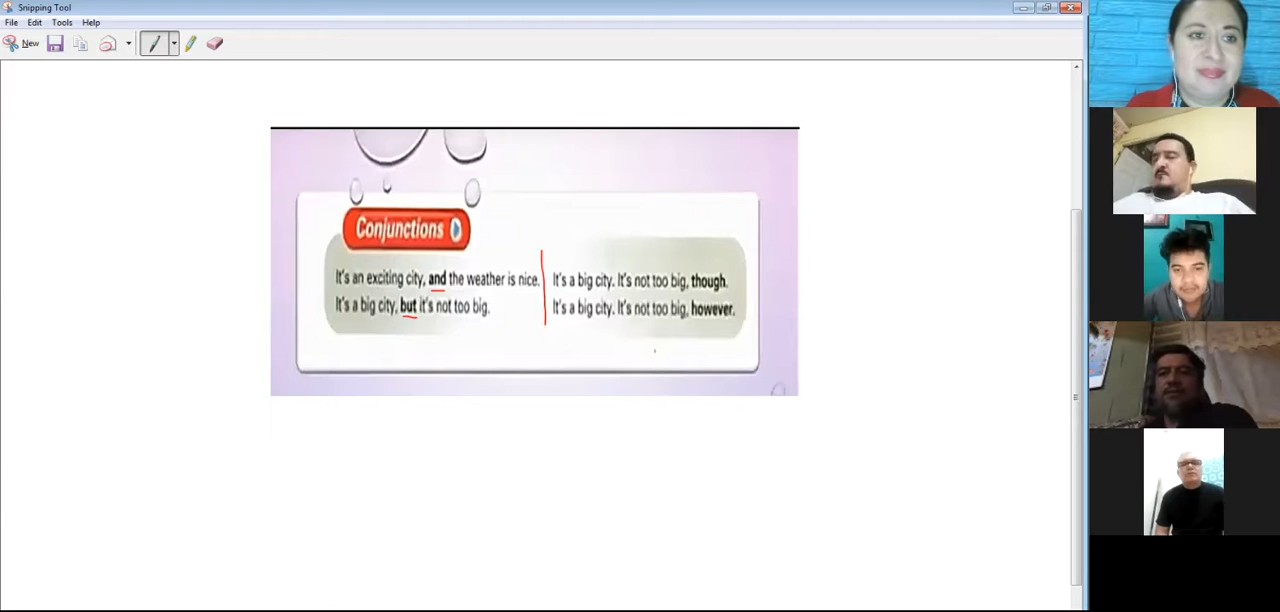 Snipping Tool
File Edit Tools Help
New
Conjunctions
It's an exciting city, and the weather is nice.
It's a big city, but it's not too big.
It's a big city. It's not too big, though.
It's a big city. It's not too big, however.